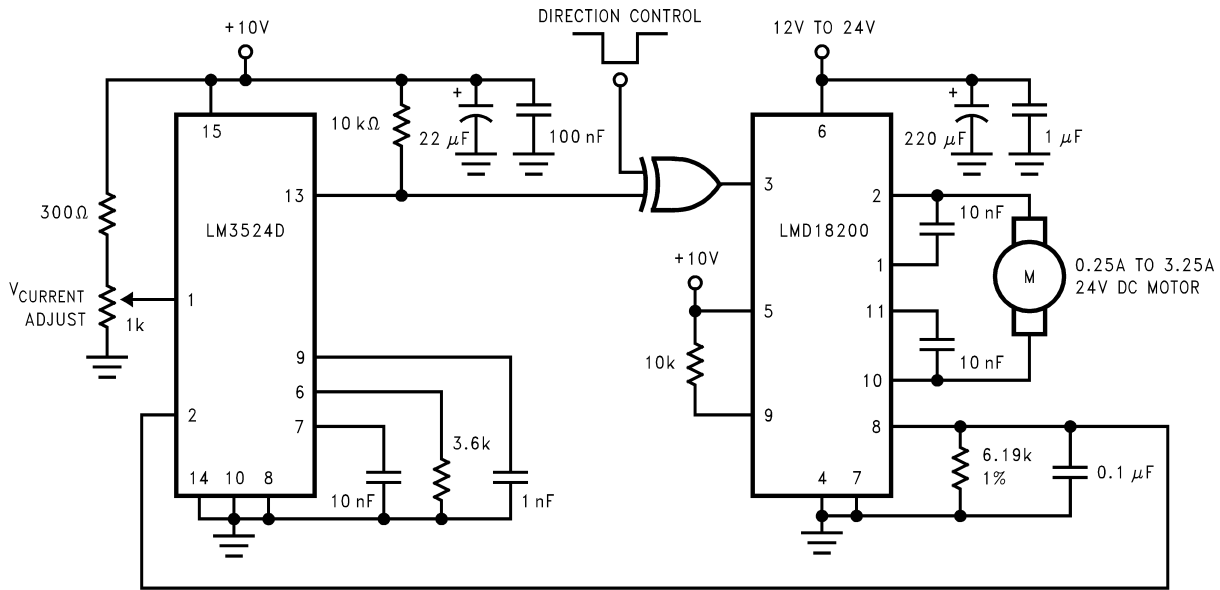 DIRECTION CONTROL
+10V
12V TO 24V
15
10kΩ
+
22 μF
100 nF
6
+
220 μF
1 μF
13
3
2
10 nF
300Ω
LM3524D
LMD18200
+10V
1
M
0.25A TO 3.25A
24V DC MOTOR
VCURRENT
ADJUST
1k
1
5
11
9
10k
10 nF
6
10
2
7
3.6k
9
8
6.19k
1%
0.1 μF
14
10
8
10 nF
1 nF
4
7